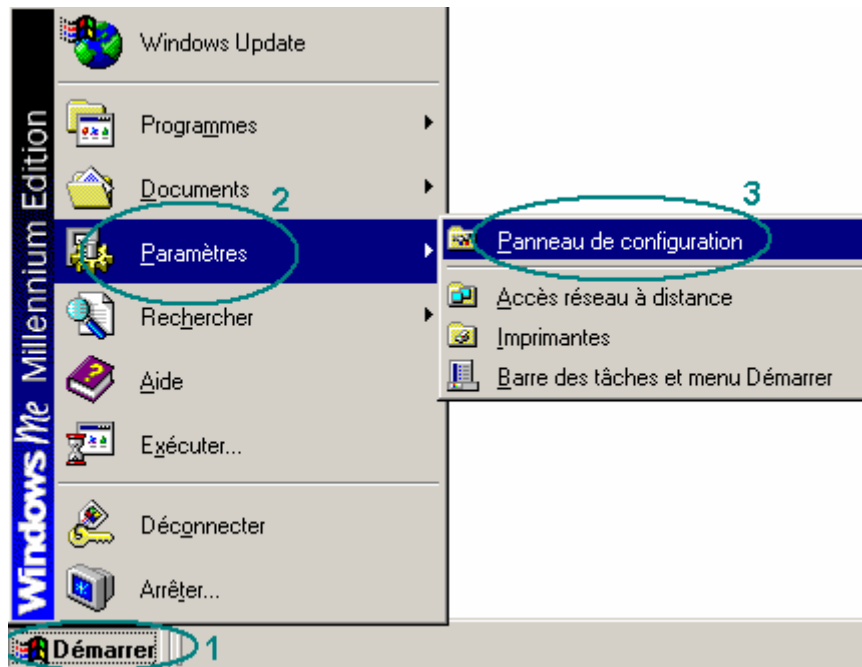 Windows Me Millennium Edition
Windows Update
Programmes
Documents
2
Paramètres
Rechercher
Aide
Exécuter...
Déconnecter
Arrêter...
3
Panneau de configuration
Accès réseau à distance
Imprimantes
Barre des tâches et menu Démarrer
Démarrer
1